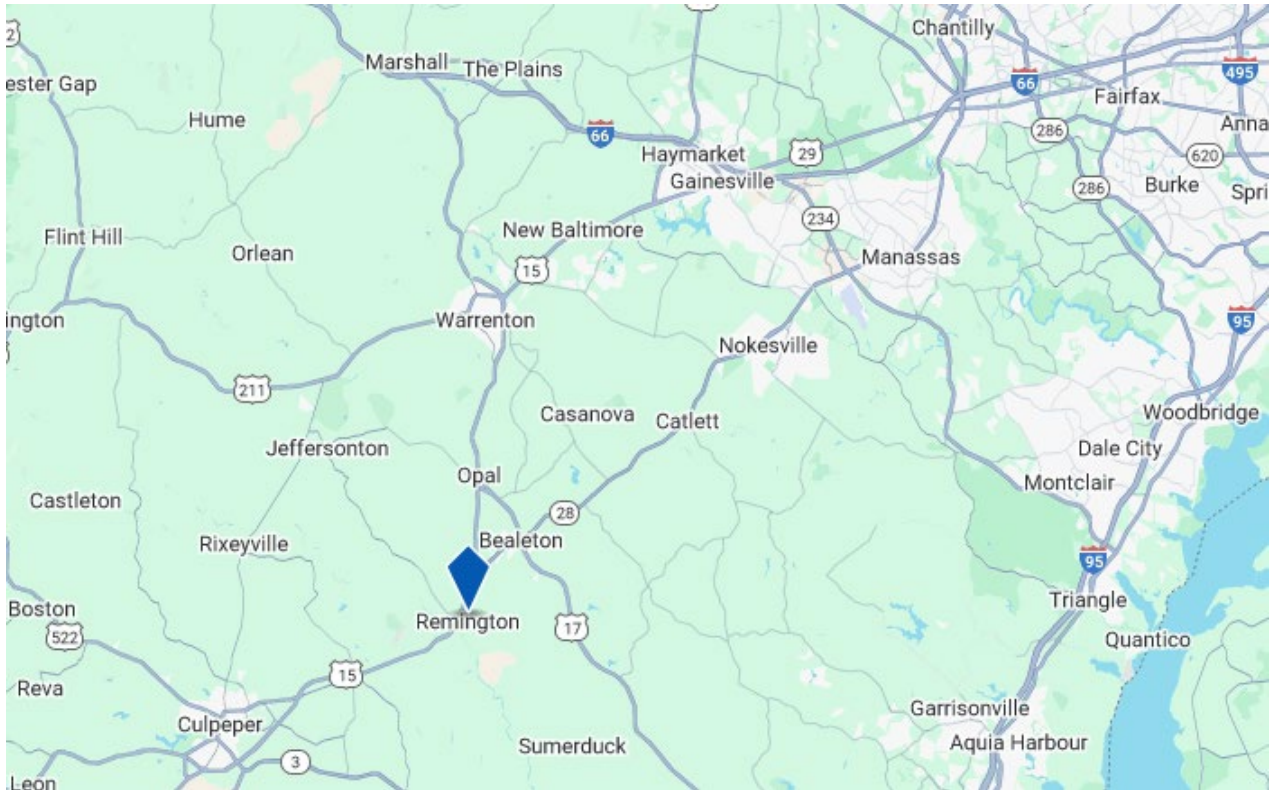 Chantilly
2
Marshall
The Plains
495
66
ester Gap
Fairfax
Hume
66
286
Anna
29
Haymarket
620
Gainesville
286
Burke
Spri
234
New Baltimore
Flint Hill
Orlean
Manassas
15
ington
Warrenton
95
Nokesville
211
Casanova
Catlett
Woodbridge
Jeffersonton
Dale City
Opal
Montclair
Castleton
28
Rixeyville
Bealeton
95
Boston
Triangle
Remington
522
17
Quantico
15
Reva
Garrisonville
Culpeper
Aquia Harbour
Sumerduck
3
Leon